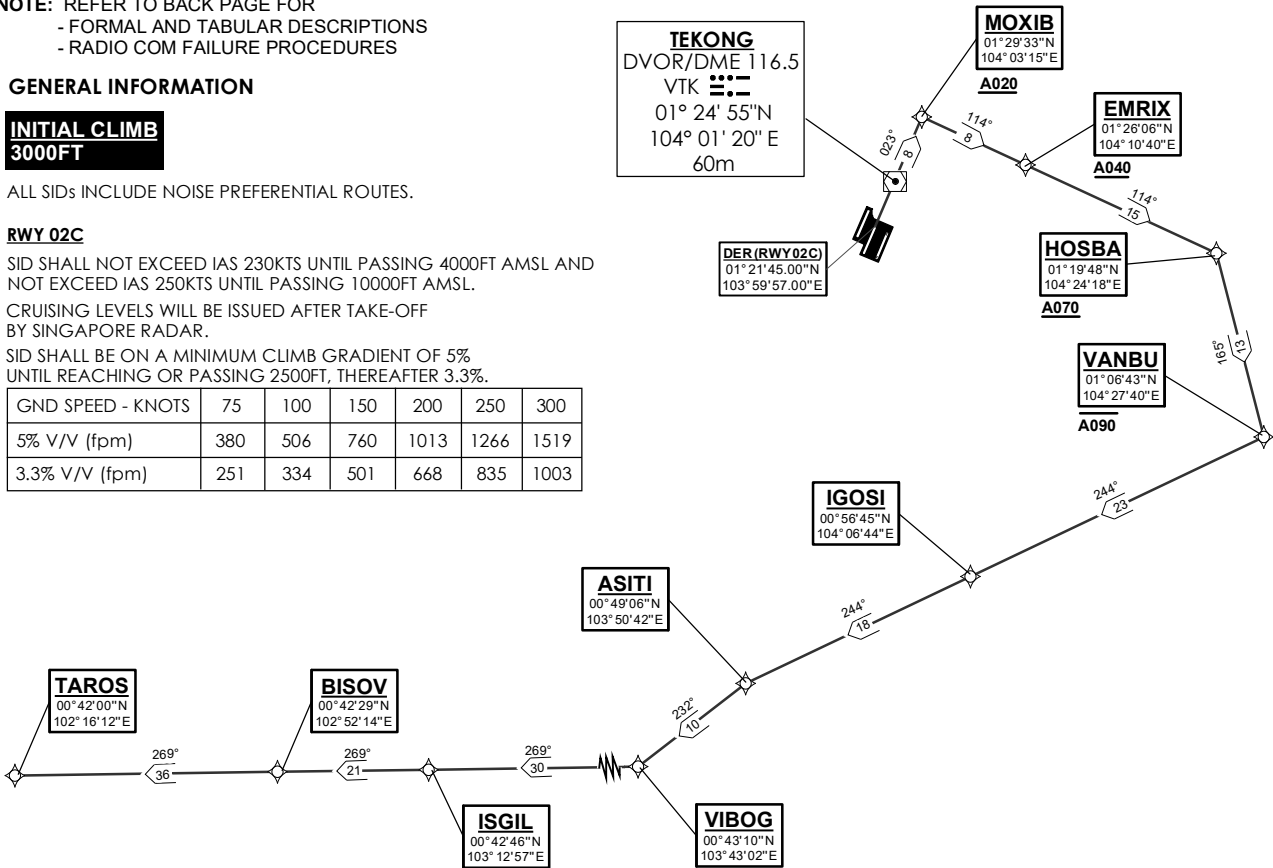 NOTE: REFER TO BACK PAGE FOR
- FORMAL AND TABULAR DESCRIPTIONS
- RADIO COM FAILURE PROCEDURES
GENERAL INFORMATION
INITIAL CLIMB
3000FT
ALL SIDs INCLUDE NOISE PREFERENTIAL ROUTES.
RWY 02C
SID SHALL NOT EXCEED IAS 230KTS UNTIL PASSING 4000FT AMSL AND
NOT EXCEED IAS 250KTS UNTIL PASSING 10000FT AMSL.
CRUISING LEVELS WILL BE ISSUED AFTER TAKE-OFF
BY SINGAPORE RADAR.
SID SHALL BE ON A MINIMUM CLIMB GRADIENT OF 5%
UNTIL REACHING OR PASSING 2500FT, THEREAFTER 3.3%.
GND SPEED - KNOTS 75 100 150 200 250 300
5% V/V (fpm) 380 506 760 1013 1266 1519
3.3% V/V (fpm) 251 334 501 668 835 1003
TEKONG
DVOR/DME 116.5
VTK
01° 24' 55"N
104° 01' 20" E
60m
DER (RWY02C)
01°21'45.00"N
103°59'57.00"E
023°
8
MOXIB
01°29'33"N
104°03'15"E
A020
114°
8
EMRIX
01°26'06"N
104°10'40"E
A040
114°
15
HOSBA
01°19'48"N
104°24'18"E
A070
165°
13
VANBU
01°06'43"N
104°27'40"E
A090
244°
23
IGOSI
00°56'45"N
104°06'44"E
244°
18
ASITI
00°49'06"N
103°50'42"E
232°
10
VIBOG
00°43'10"N
103°43'02"E
269°
30
ISGIL
00°42'46"N
103°12'57"E
269°
21
BISOV
00°42'29"N
102°52'14"E
269°
36
TAROS
00°42'00"N
102°16'12"E